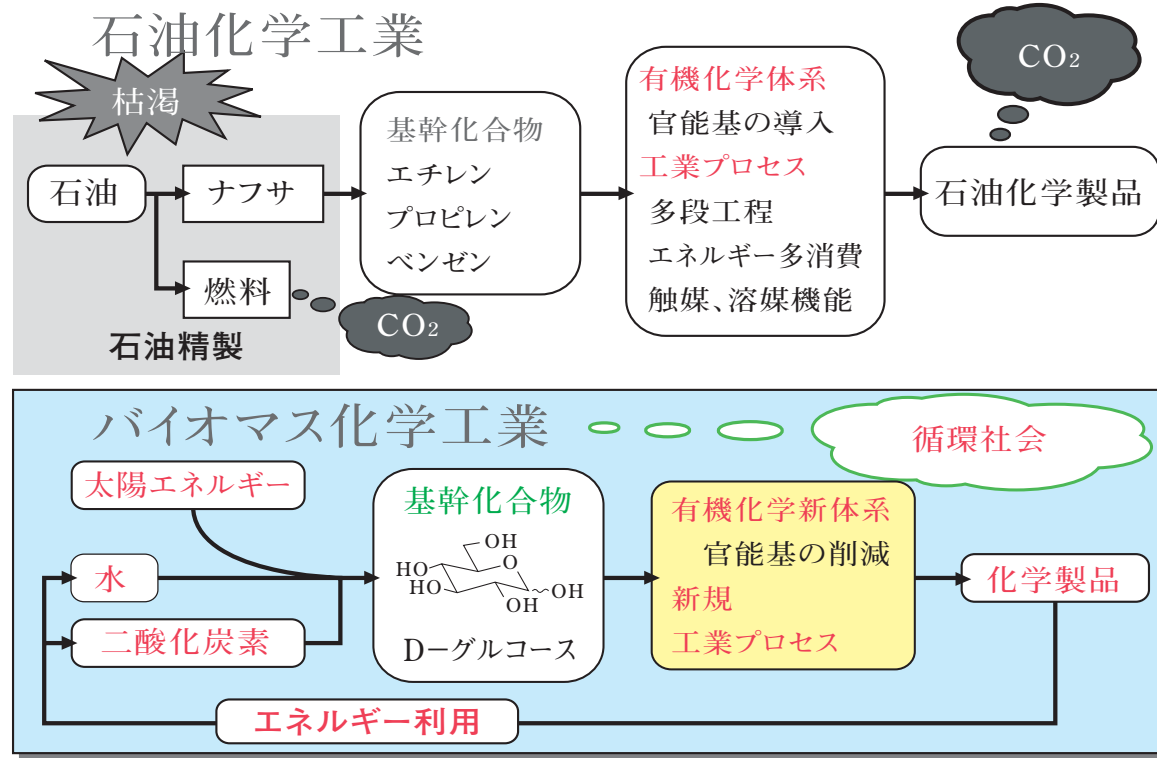 石油化学工業
枯渇
石油
ナフサ
燃料
石油精製
CO2
基幹化合物
エチレン
プロピレン
ベンゼン
有機化学体系
官能基の導入
工業プロセス
多段工程
エネルギー多消費
触媒、溶媒機能
CO2
石油化学製品
バイオマス化学工業
循環社会
太陽エネルギー
水
二酸化炭素
基幹化合物
OH
HO
O
HO
OH
OH
D－グルコース
有機化学新体系
官能基の削減
新規
工業プロセス
化学製品
エネルギー利用